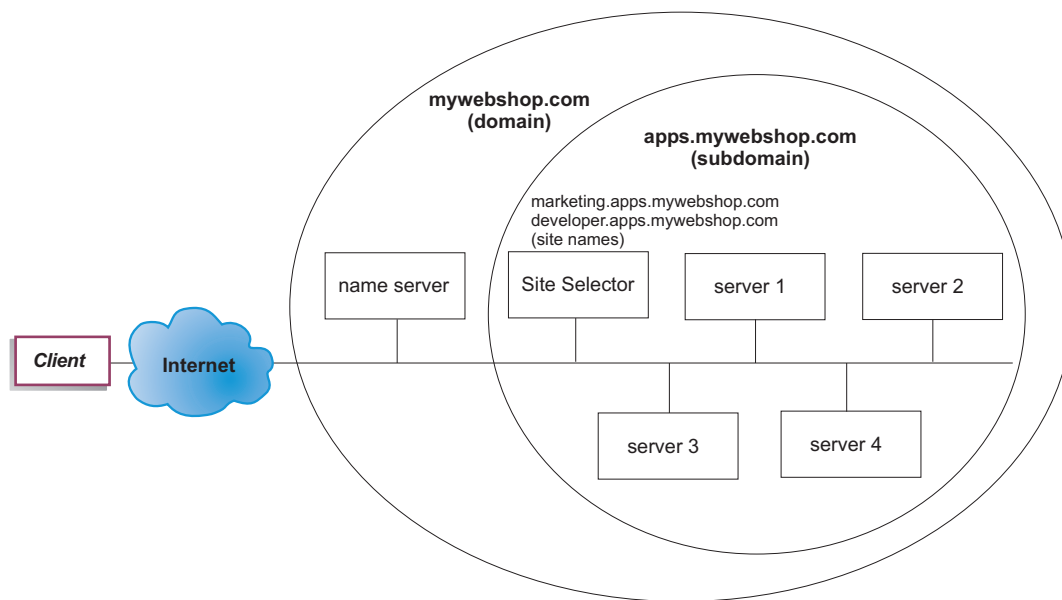 mywebshop.com
(domain)
apps.mywebshop.com
(subdomain)
marketing.apps.mywebshop.com
developer.apps.mywebshop.com
(site names)
name server
Site Selector
server 1
server 2
Client
Internet
server 3
server 4